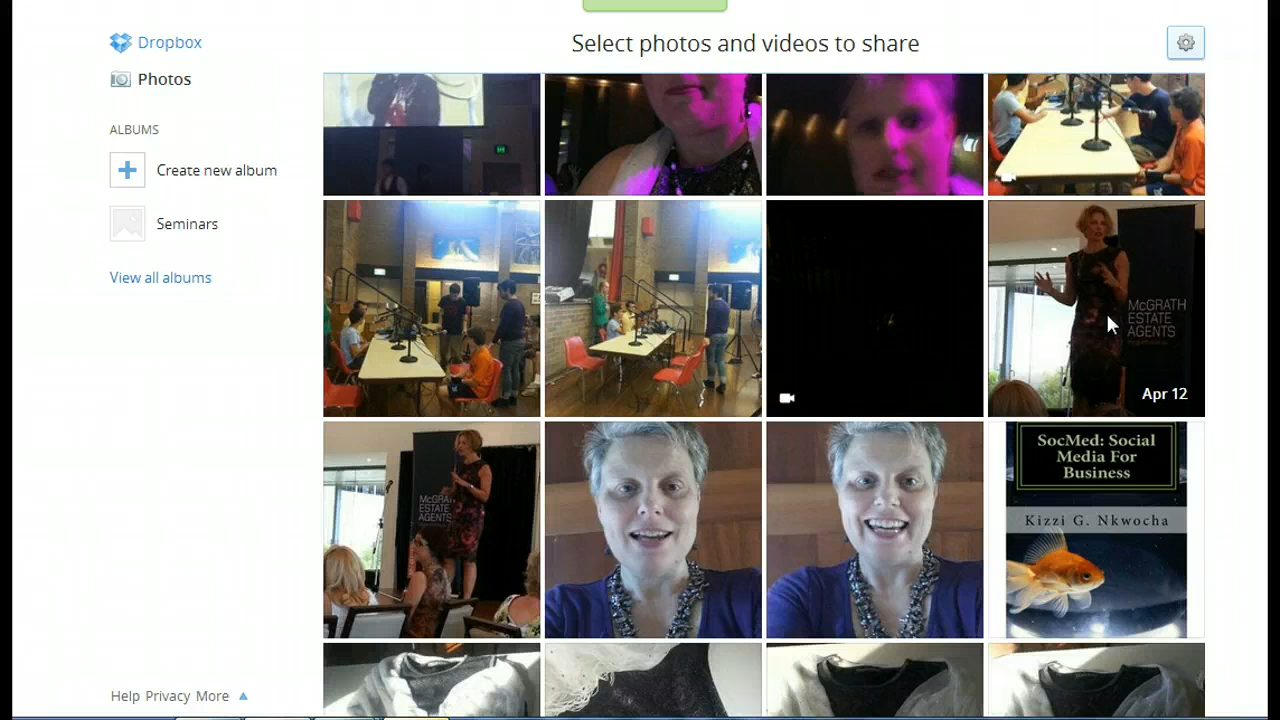 Dropbox
Select photos and videos to share
Photos
ALBUMS
Create new album
Seminars
View all albums
McGRATH
ESTATE
AGENTS
Apr 12
SocMed: Social
Media For
Business
Kizzi G. Nkwocha
McGRA
ESTATE
AGENTS
Help Privacy More